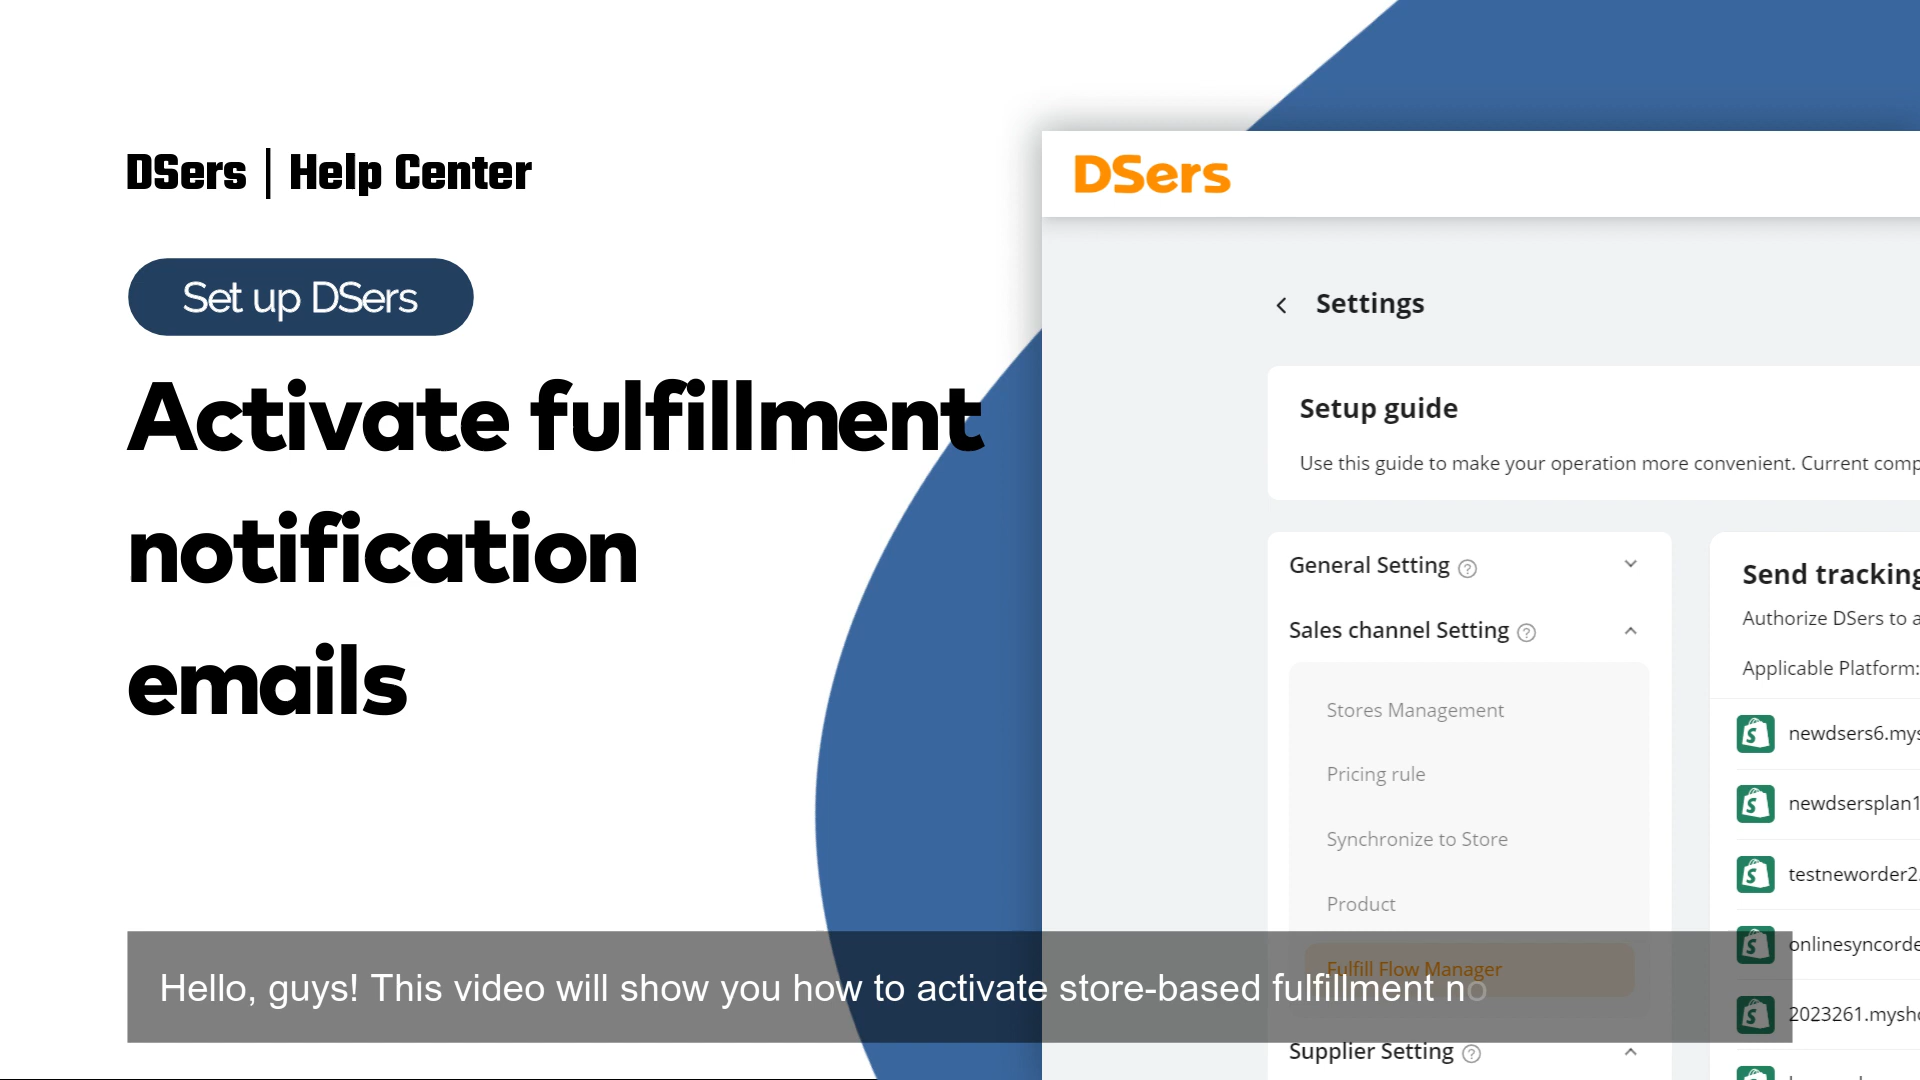 DSers | Help Center
Set up DSers
Activate fulfillment
notification
emails
DSers
Settings
Setup guide
Use this guide to make your operation more convenient. Current
General Setting
Sales channel Setting
Stores Management
Pricing rule
Synchronize to Store
Product
Fulfill Flow Manager
Supplier Setting
Send tracking
Authorize DSers to a
Applicable Platform:
newdsers6.mys
newdsersplan1
testneworder2.
onlinesyncorde
2023261.mysho
Hello, guys! This video will show you how to activate store-based fulfillment no